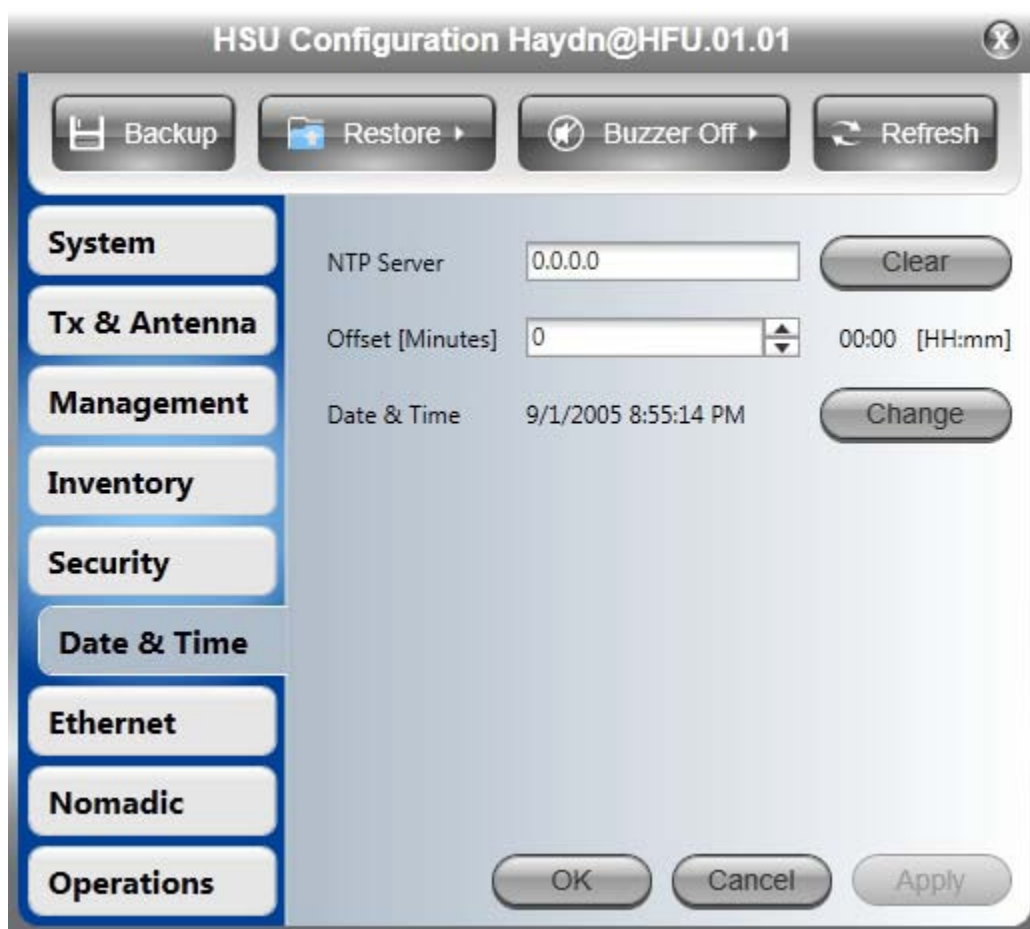 HSU Configuration Haydn@HFU.01.01
Backup
Restore
Buzzer Off
Refresh
System
Tx & Antenna
Management
Inventory
Security
Date & Time
Ethernet
Nomadic
Operations
NTP Server 0.0.0.0 Clear
Offset [Minutes] 0 00:00 [HH:mm]
Date & Time 9/1/2005 8:55:14 PM Change
OK Cancel Apply